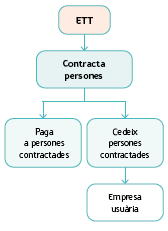 ETT
Contracta
persones
Paga
a persones
contractades
Cedeix
persones
contractades
Empresa
usuària